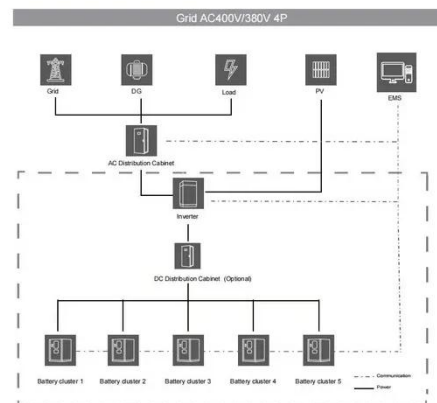 Grid AC400V/380V 4P
Grid
DG
Load
PV
EMS
AC Distribution Cabinet
Inverter
DC Distribution Cabinet (Optional)
Battery cluster 1
Battery cluster 2
Battery cluster 3
Battery cluster 4
Battery cluster 5
Communication
Power